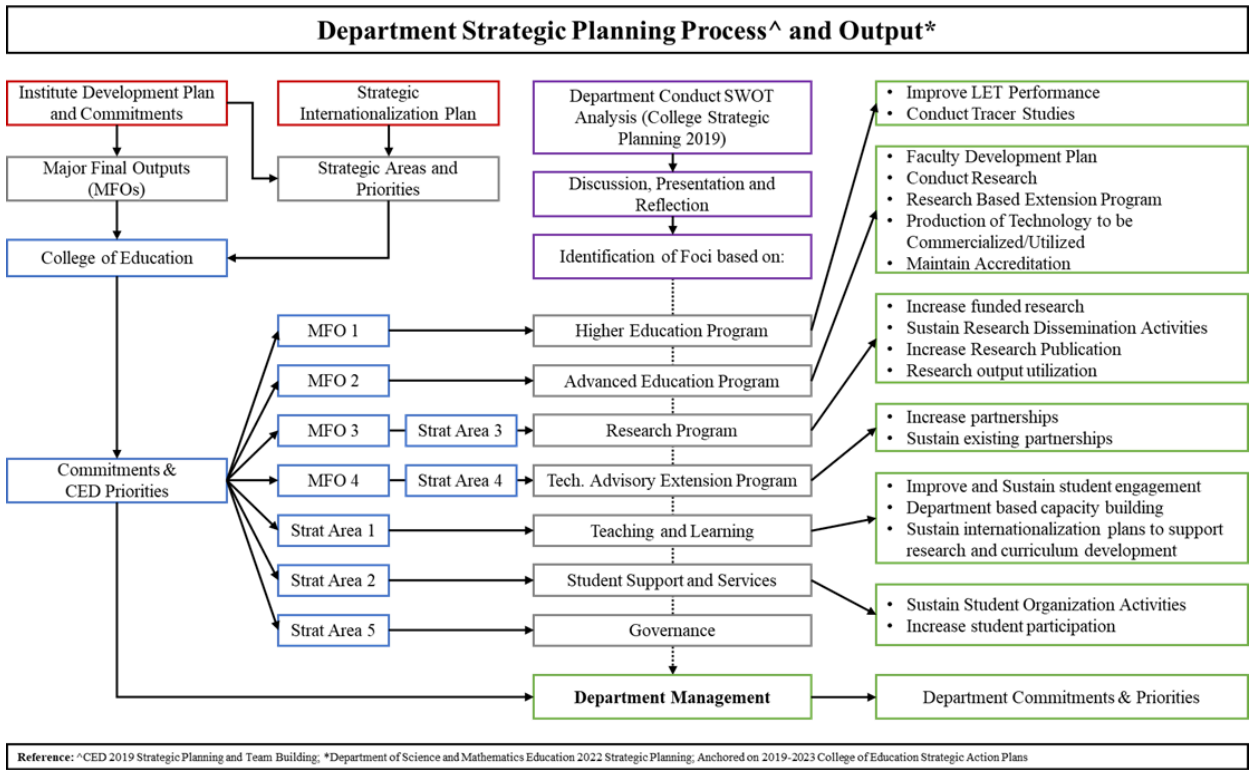 Department Strategic Planning Process^ and Output*
Institute Development Plan
and Commitments
Strategic
Internationalization Plan
Department Conduct SWOT
Analysis (College Strategic
Planning 2019)
• Improve LET Performance
• Conduct Tracer Studies
Major Final Outputs
(MFOs)
Strategic Areas and
Priorities
Discussion, Presentation and
Reflection
• Faculty Development Plan
• Conduct Research
• Research Based Extension Program
• Production of Technology to be
Commercialized/Utilized
• Maintain Accreditation
College of Education
Identification of Foci based on:
MFO 1
Higher Education Program
• Increase funded research
• Sustain Research Dissemination Activities
• Increase Research Publication
• Research output utilization
MFO 2
Advanced Education Program
MFO 3
Strat Area 3
Research Program
• Increase partnerships
• Sustain existing partnerships
Commitments &
CED Priorities
MFO 4
Strat Area 4
Tech. Advisory Extension Program
• Improve and Sustain student engagement
• Department based capacity building
• Sustain internationalization plans to support
research and curriculum development
Strat Area 1
Teaching and Learning
Strat Area 2
Student Support and Services
• Sustain Student Organization Activities
• Increase student participation
Strat Area 5
Governance
Department Management
Department Commitments & Priorities
Reference: ^CED 2019 Strategic Planning and Team Building; *Department of Science and Mathematics Education 2022 Strategic Planning; Anchored on 2019-2023 College of Education Strategic Action Plans